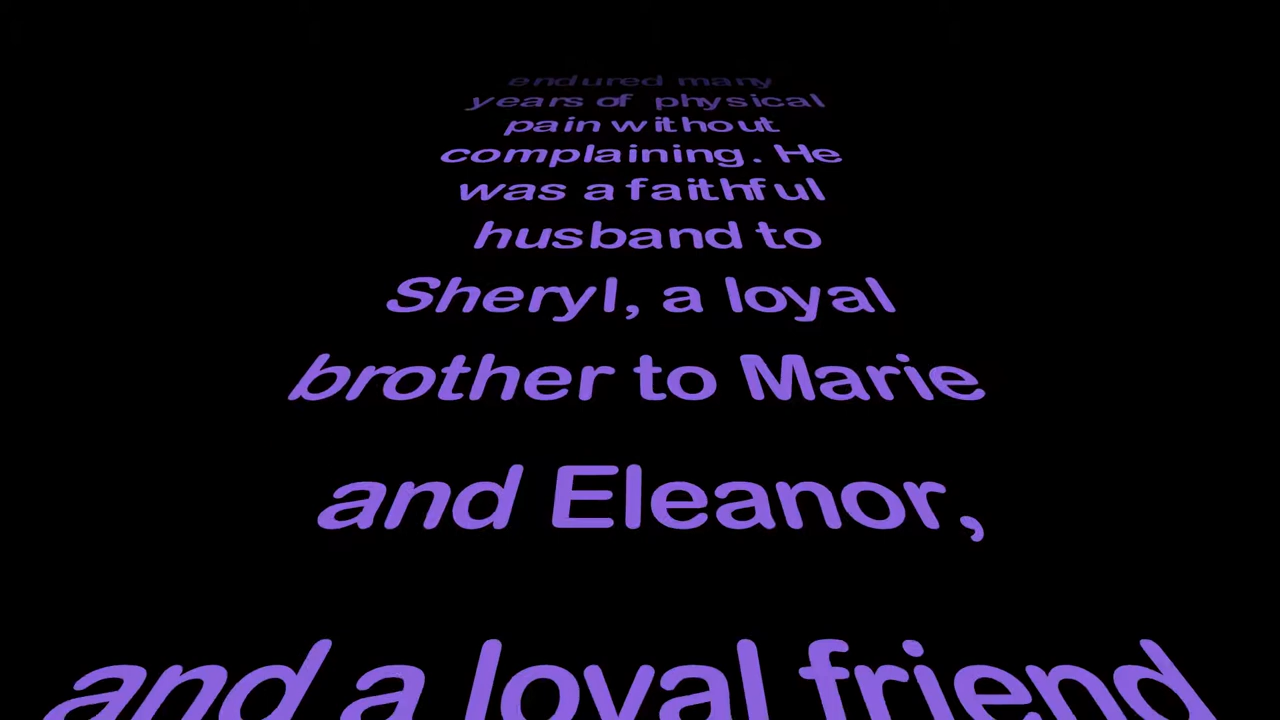 endured many
years of physical
pain without
complaining. He
was a faithful
husband to
Sheryl, a loyal
brother to Marie
and Eleanor,
and a loyal friend